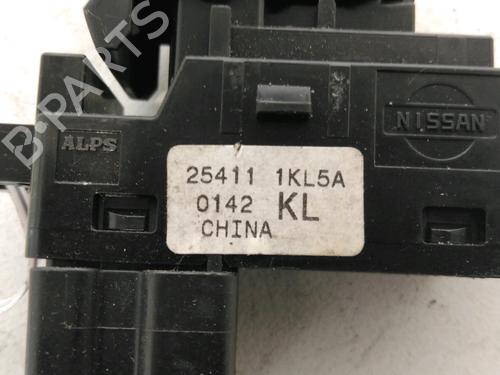 B-PARTS
ALPS
NISSAN
25411 1KL5A
0142 KL
CHINA